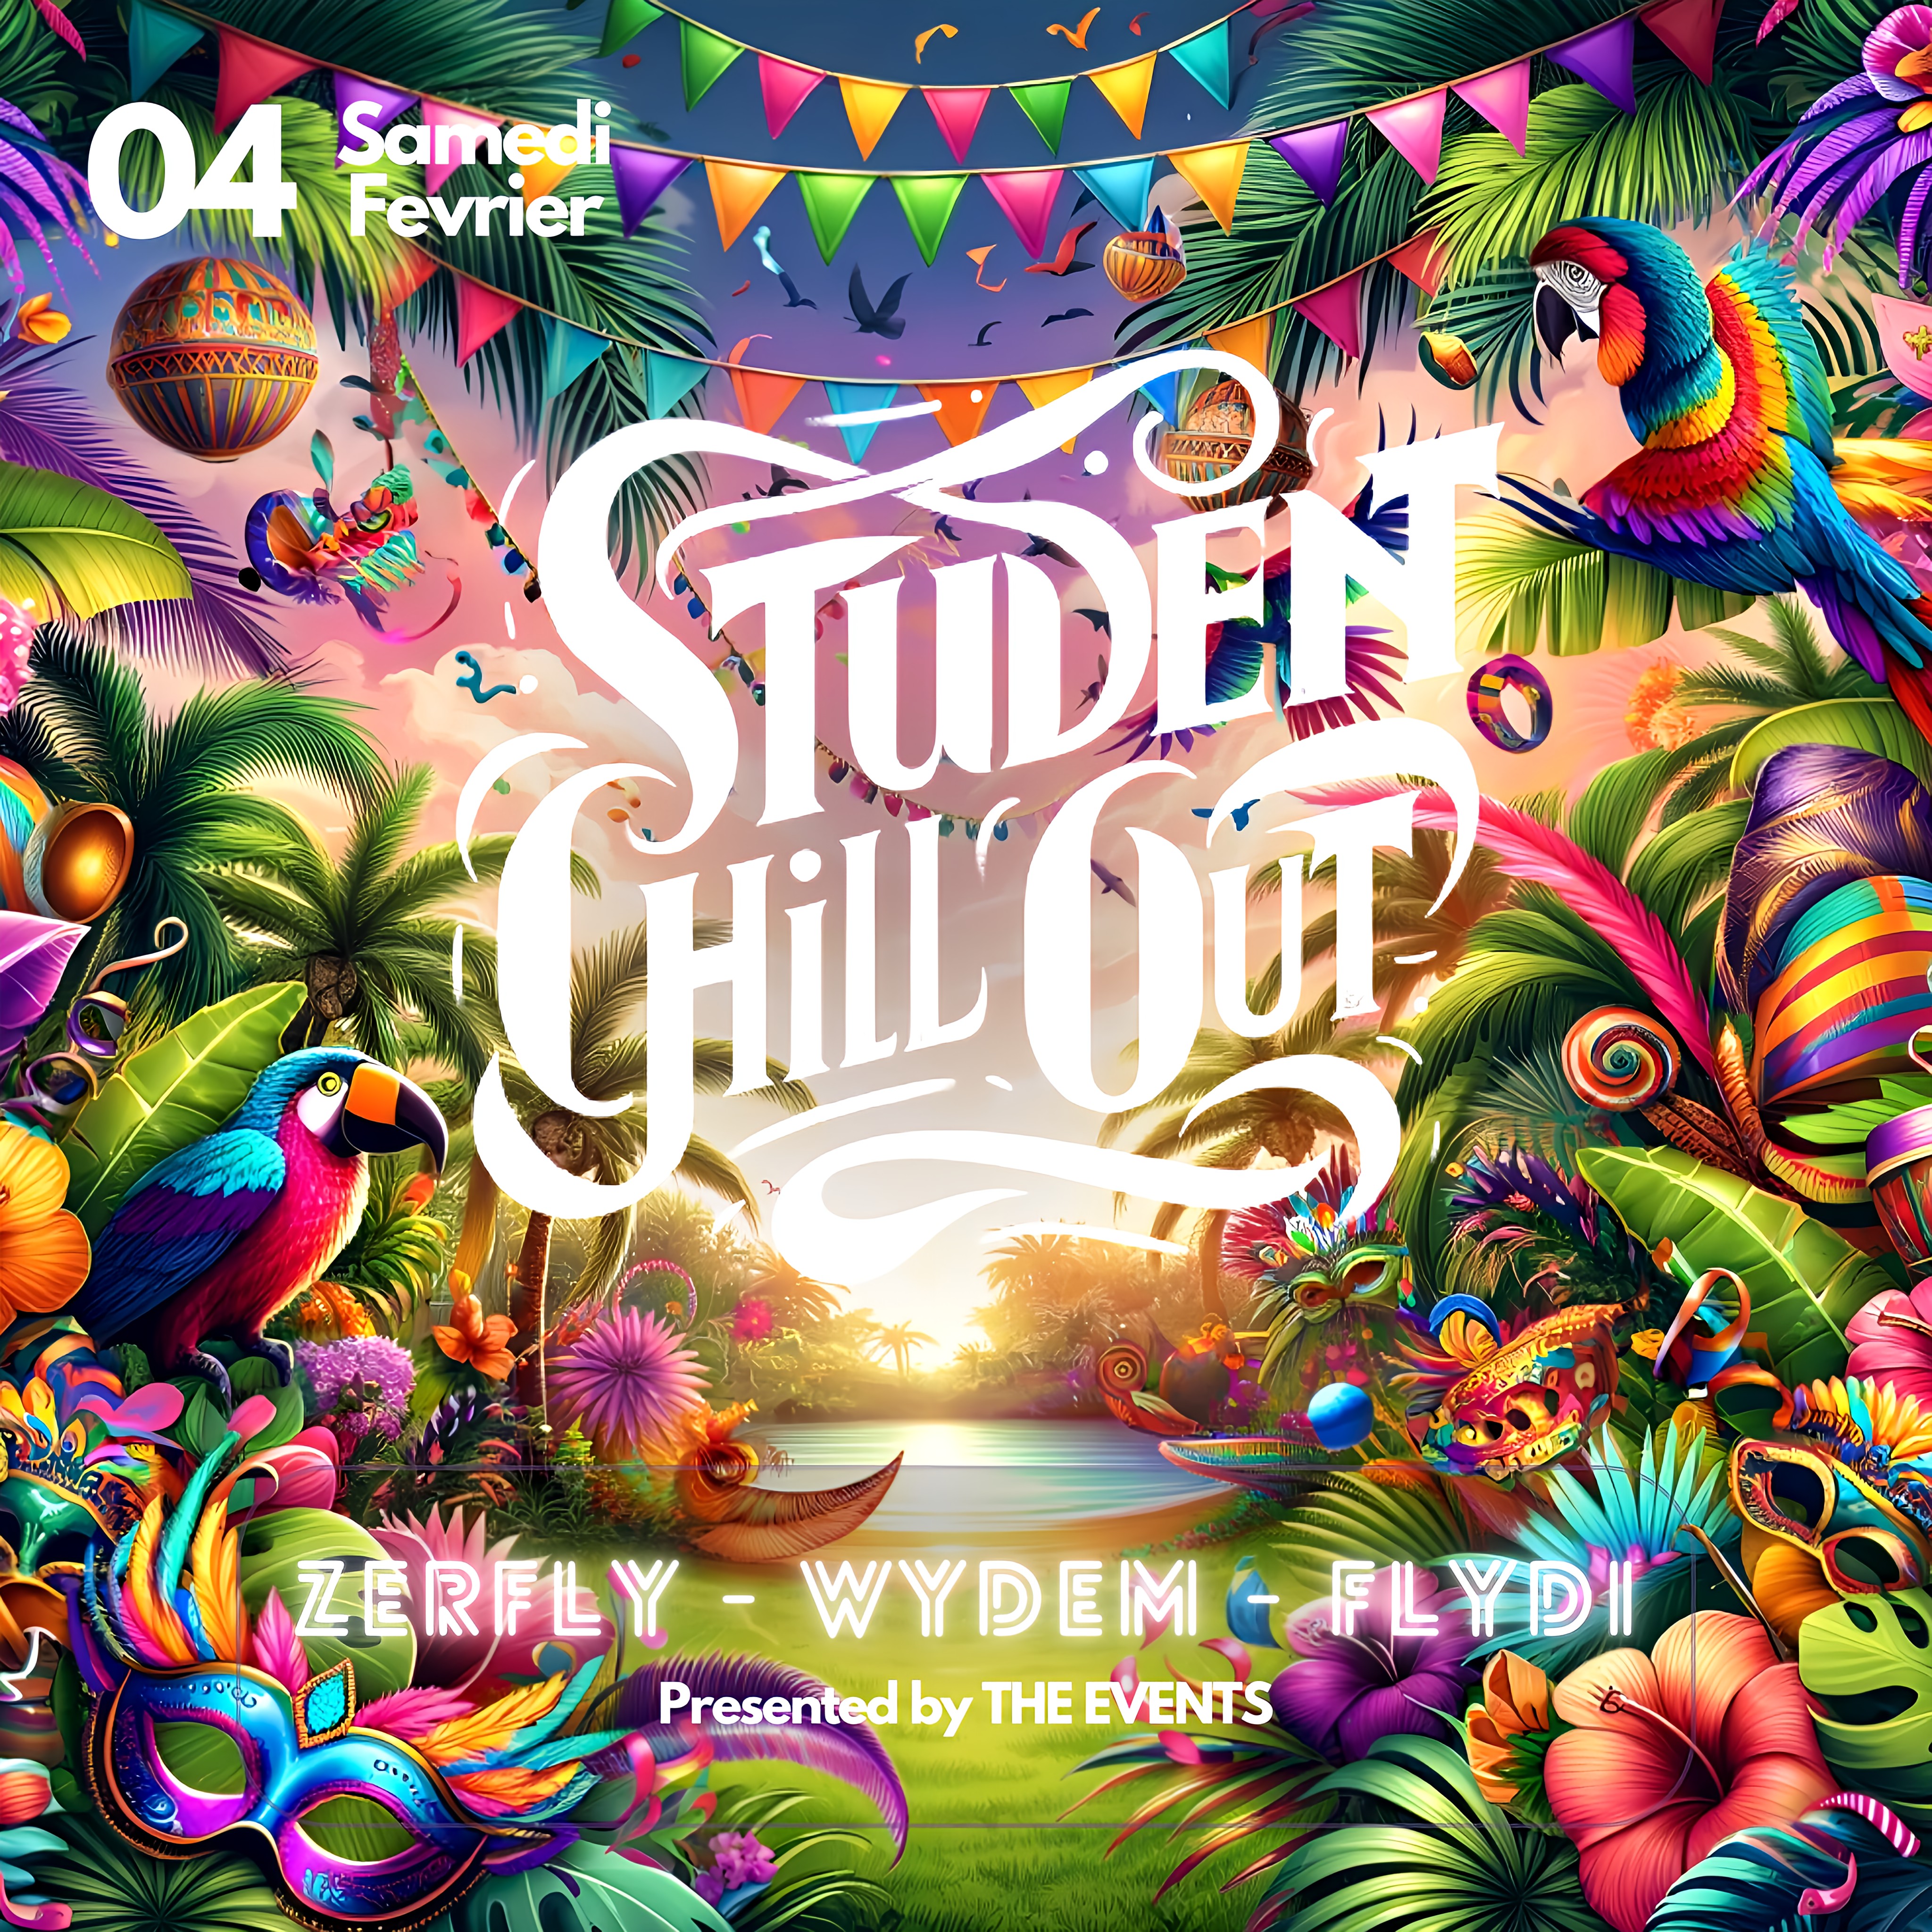 04 Samedi
Fevrier
STUDENT
CHiLL OUT
ZERFLY - WYDEM - FLYDI
Presented by THE EVENTS